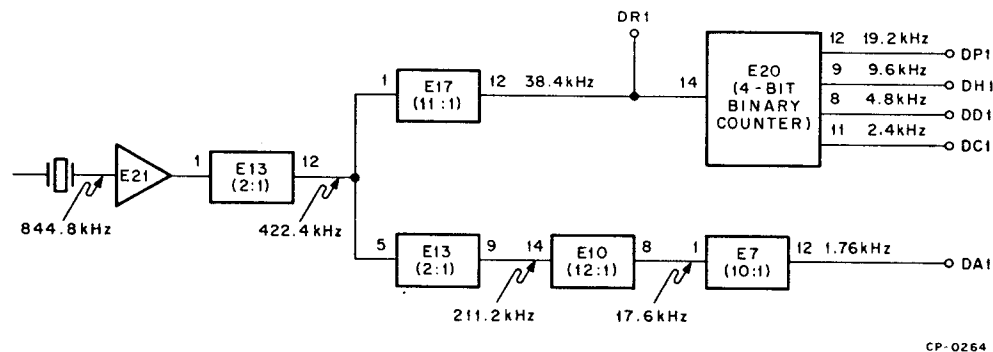 DR1
12 19.2kHz DP1
9 9.6kHz DH1
8 4.8kHz DD1
11 2.4kHz DC1
E20
(4-BIT
BINARY
COUNTER)
14
1
E17
(11:1)
12 38.4kHz
E21
1
E13
(2:1)
12
844.8kHz
422.4kHz
5
E13
(2:1)
9
14
E10
(12:1)
8
1
E7
(10:1)
12 1.76kHz
DA1
211.2kHz
17.6kHz
CP-0264